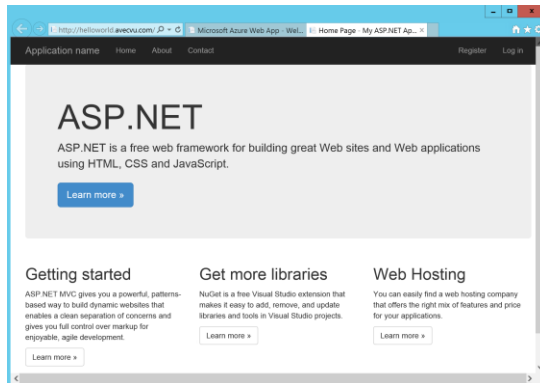 http://helloworld.avecvu.com/
Microsoft Azure Web App - Wel...
Home Page - My ASP.NET Ap...
Application name Home About Contact Register Log in
ASP.NET
ASP.NET is a free web framework for building great Web sites and Web applications
using HTML, CSS and JavaScript.
Learn more »
Getting started
ASP.NET MVC gives you a powerful, patterns-
based way to build dynamic websites that
enables a clean separation of concerns and
gives you full control over markup for
enjoyable, agile development.
Learn more »
Get more libraries
NuGet is a free Visual Studio extension that
makes it easy to add, remove, and update
libraries and tools in Visual Studio projects.
Learn more »
Web Hosting
You can easily find a web hosting company
that offers the right mix of features and price
for your applications.
Learn more »